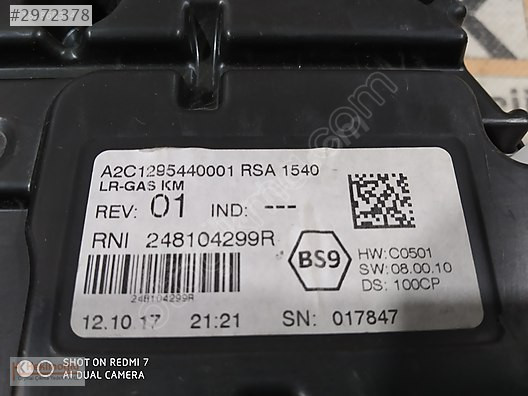 #2972378
A2C1295440001 RSA 1540
LR-GAS KM
REV: 01 IND: ---
RNI 248104299R
BS9
HW: C0501
SW: 08.00.10
DS: 100CP
248104299R
12.10.17 21:21 SN: 017847
SHOT ON REDMI 7
AI DUAL CAMERA